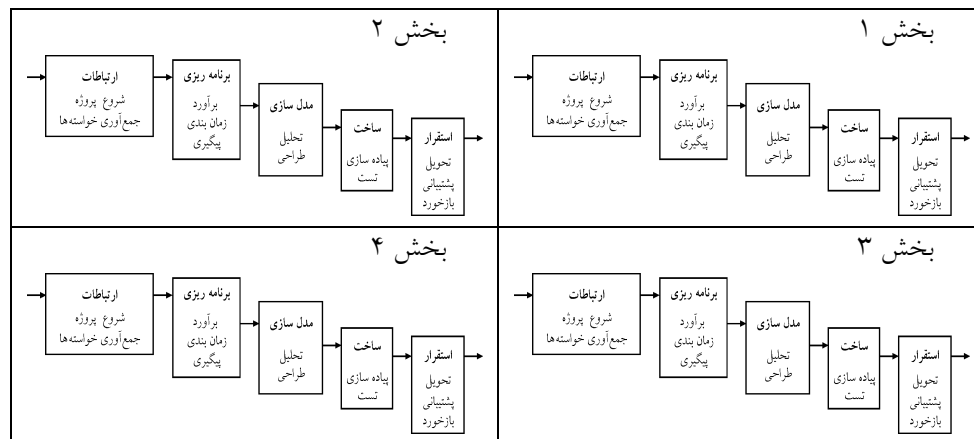 بخش ۱
ارتباطات
شروع پروژه
جمع‌آوری خواسته‌ها
برنامه ریزی
برآورد
زمان بندی
پیگیری
مدل سازی
تحلیل
طراحی
ساخت
پیاده سازی
تست
استقرار
تحویل
پشتیبانی
بازخورد
بخش ۲
ارتباطات
شروع پروژه
جمع‌آوری خواسته‌ها
برنامه ریزی
برآورد
زمان بندی
پیگیری
مدل سازی
تحلیل
طراحی
ساخت
پیاده سازی
تست
استقرار
تحویل
پشتیبانی
بازخورد
بخش ۳
ارتباطات
شروع پروژه
جمع‌آوری خواسته‌ها
برنامه ریزی
برآورد
زمان بندی
پیگیری
مدل سازی
تحلیل
طراحی
ساخت
پیاده سازی
تست
استقرار
تحویل
پشتیبانی
بازخورد
بخش ۴
ارتباطات
شروع پروژه
جمع‌آوری خواسته‌ها
برنامه ریزی
برآورد
زمان بندی
پیگیری
مدل سازی
تحلیل
طراحی
ساخت
پیاده سازی
تست
استقرار
تحویل
پشتیبانی
بازخورد